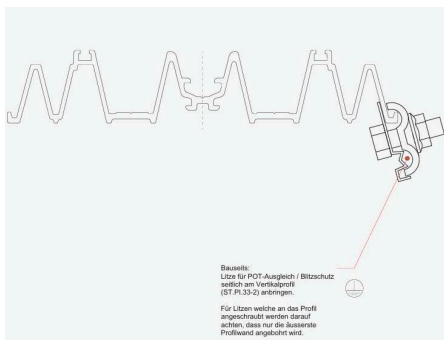 Bauseits:
Litze für POT-Ausgleich / Blitzschutz
seitlich am Vertikalprofil
(ST.PI.33-2) anbringen.
Für Litzen welche an das Profil
angeschraubt werden darauf
achten, dass nur die äusserste
Profilwand angebohrt wird.